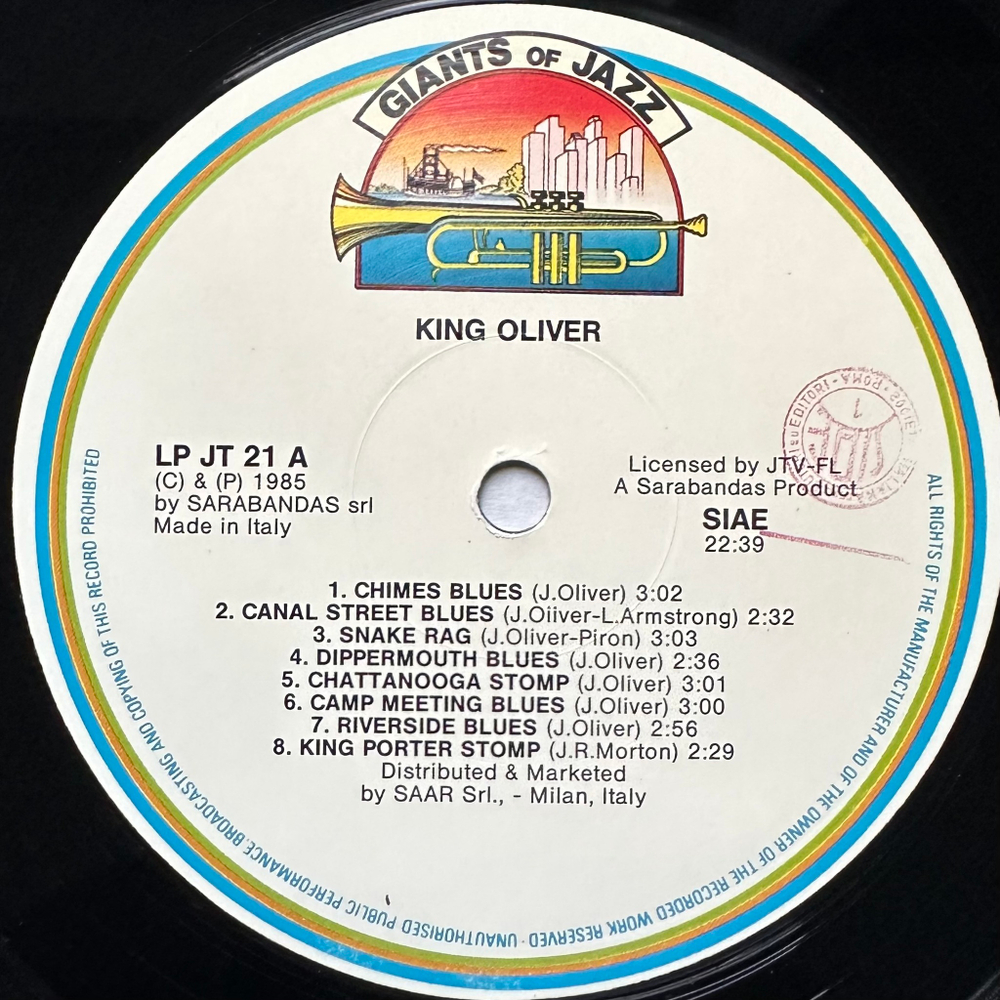 GIANTS OF JAZZ
KING OLIVER
LP JT 21 A
(C) & (P) 1985
by SARABANDAS srl
Made in Italy
Licensed by JTV-FL
A Sarabandas Product
SIAE
22:39
EDITORI - ROMA
1. CHIMES BLUES (J.Oliver) 3:02
2. CANAL STREET BLUES (J.Oiiver-L.Armstrong) 2:32
3. SNAKE RAG (J.Oliver-Piron) 3:03
4. DIPPERMOUTH BLUES (J.Oliver) 2:36
5. CHATTANOOGA STOMP (J.Oliver) 3:01
6. CAMP MEETING BLUES (J.Oliver) 3:00
7. RIVERSIDE BLUES (J.Oliver) 2:56
8. KING PORTER STOMP (J.R.Morton) 2:29
Distributed & Marketed
by SAAR Srl., - Milan, Italy
ALL RIGHTS OF THE MANUFACTURER AND OF THE OWNER OF THE RECORDED WORK RESERVED · UNAUTHORISED PUBLIC PERFORMANCE. BROADCASTING AND COPYING OF THIS RECORD PROHIBITED